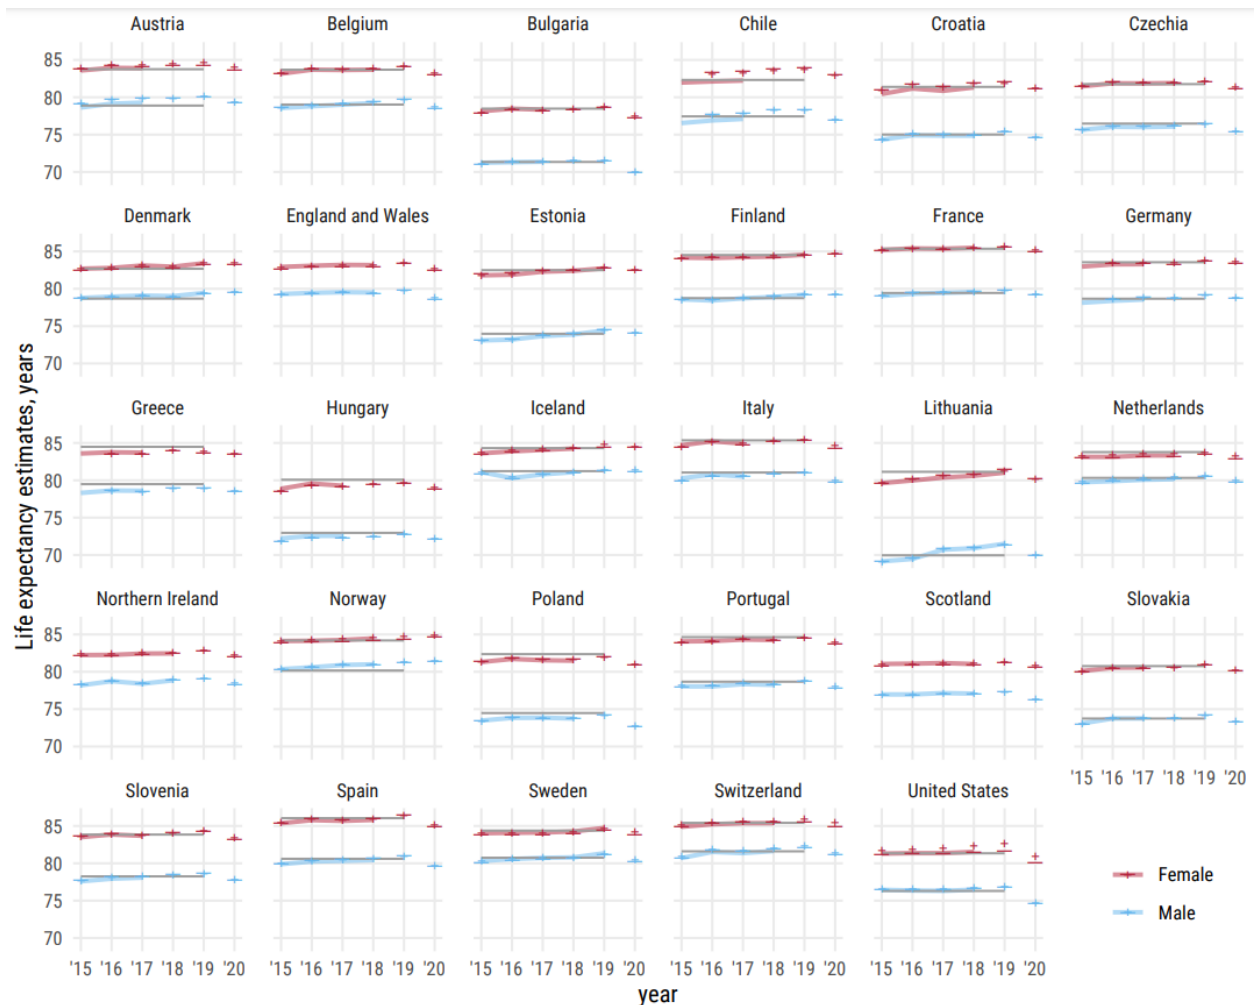 Austria Belgium Bulgaria Chile Croatia Czechia
85
80
75
70
Denmark England and Wales Estonia Finland France Germany
85
80
75
70
Life expectancy estimates, years
Greece Hungary Iceland Italy Lithuania Netherlands
85
80
75
70
Northern Ireland Norway Poland Portugal Scotland Slovakia
85
80
75
70
'15 '16 '17 '18 '19 '20
Slovenia Spain Sweden Switzerland United States
85
80
75
70
Female
Male
'15 '16 '17 '18 '19 '20 '15 '16 '17 '18 '19 '20 '15 '16 '17 '18 '19 '20 '15 '16 '17 '18 '19 '20 '15 '16 '17 '18 '19 '20
year